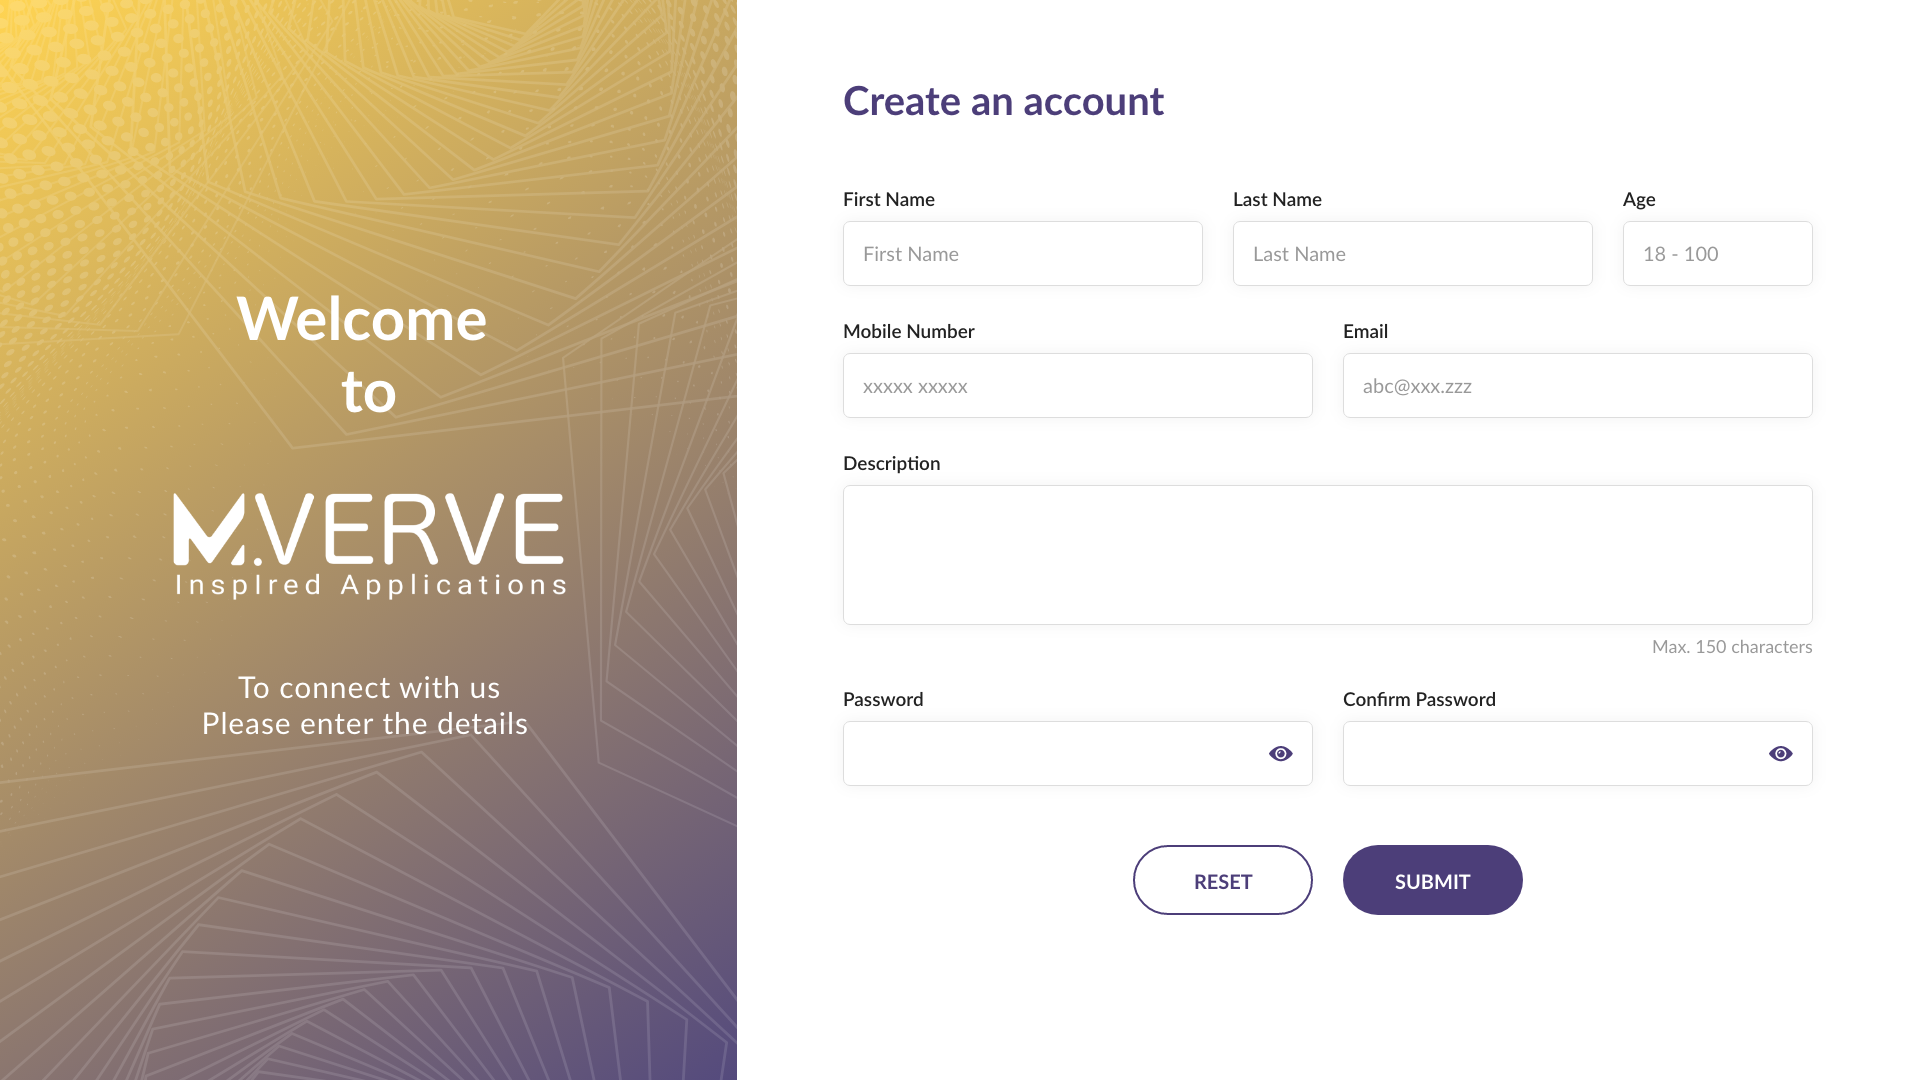 Welcome
to
M.VERVE
InspIred Applications
To connect with us
Please enter the details
Create an account
First Name
Last Name
Age
First Name
Last Name
18 - 100
Mobile Number
Email
xxxxx xxxxx
abc@xxx.zzz
Description
Max. 150 characters
Password
Confirm Password
RESET
SUBMIT